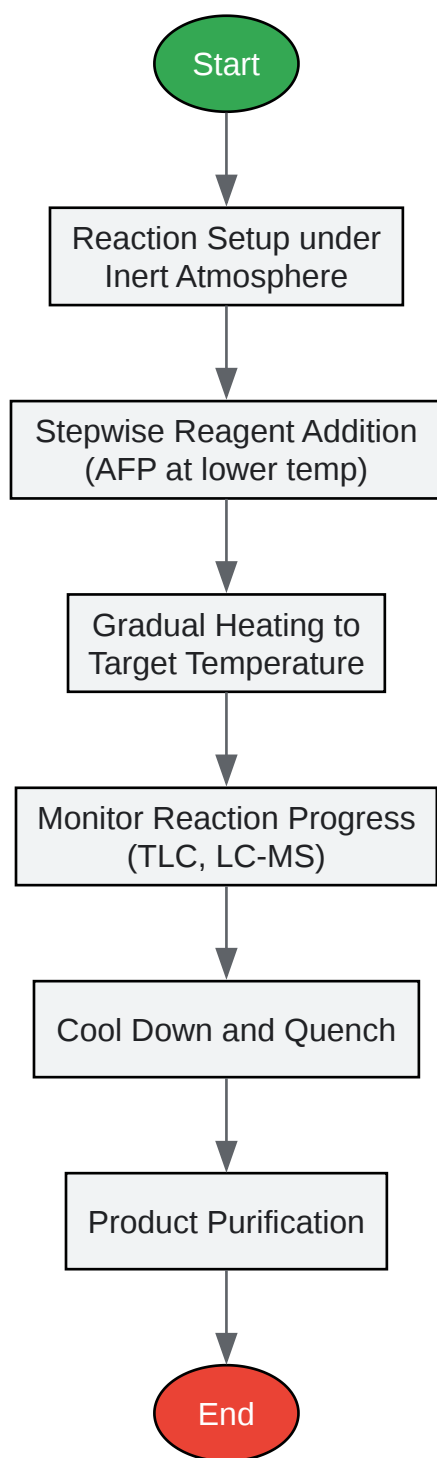 Start
Reaction Setup under
Inert Atmosphere
Stepwise Reagent Addition
(AFP at lower temp)
Gradual Heating to
Target Temperature
Monitor Reaction Progress
(TLC, LC-MS)
Cool Down and Quench
Product Purification
End